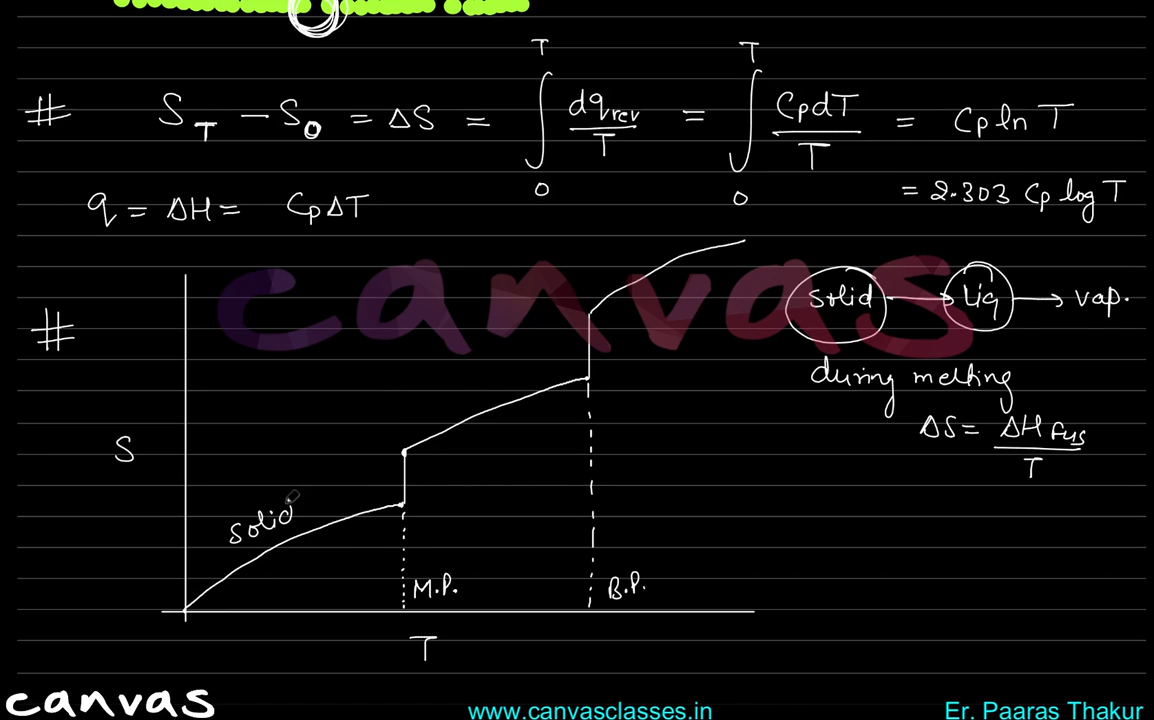 # S_T − S_0 = ΔS = ∫_0^T dq_rev/T = ∫_0^T CpdT/T = Cp ln T
= 2.303 Cp log T
q = ΔH = CpΔT
canvas
#
solid → liq → vap.
during melting
ΔS = ΔH Fus/T
S
solid
M.P.
B.P.
T
canvas
www.canvasclasses.in
Er. Paaras Thakur